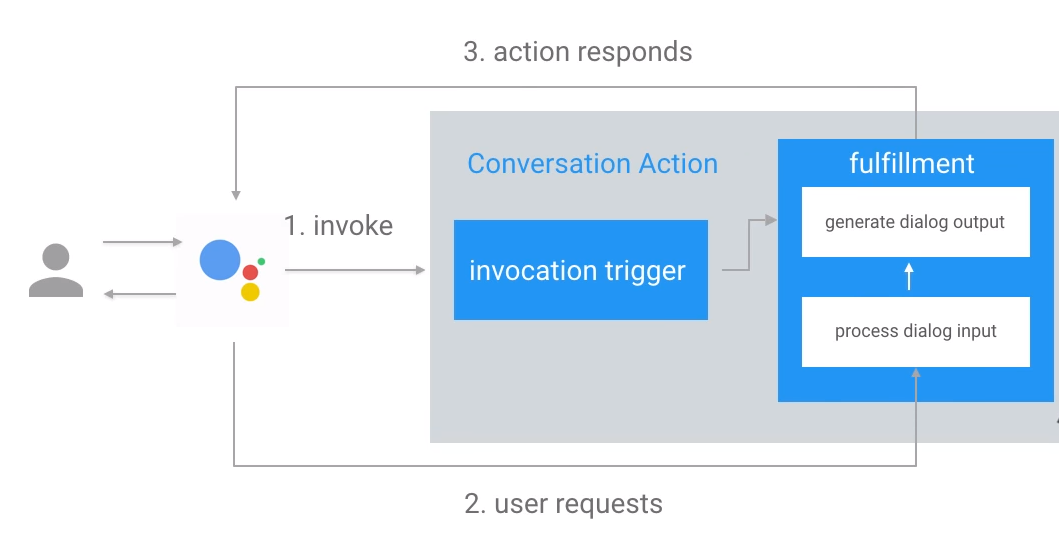 3. action responds
Conversation Action
fulfillment
generate dialog output
1. invoke
invocation trigger
process dialog input
2. user requests